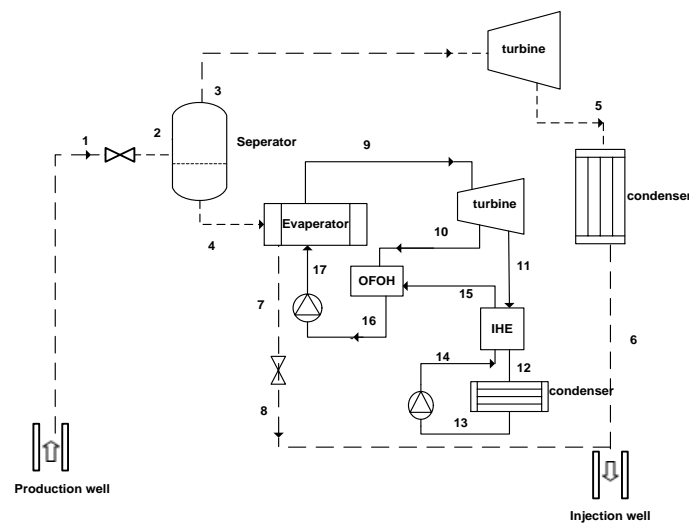 turbine
3
5
1
2
Seperator
9
condenser
turbine
Evaperator
4
10
17
11
OFOH
15
7
16
IHE
6
14
12
condenser
8
13
Production well
Injection well